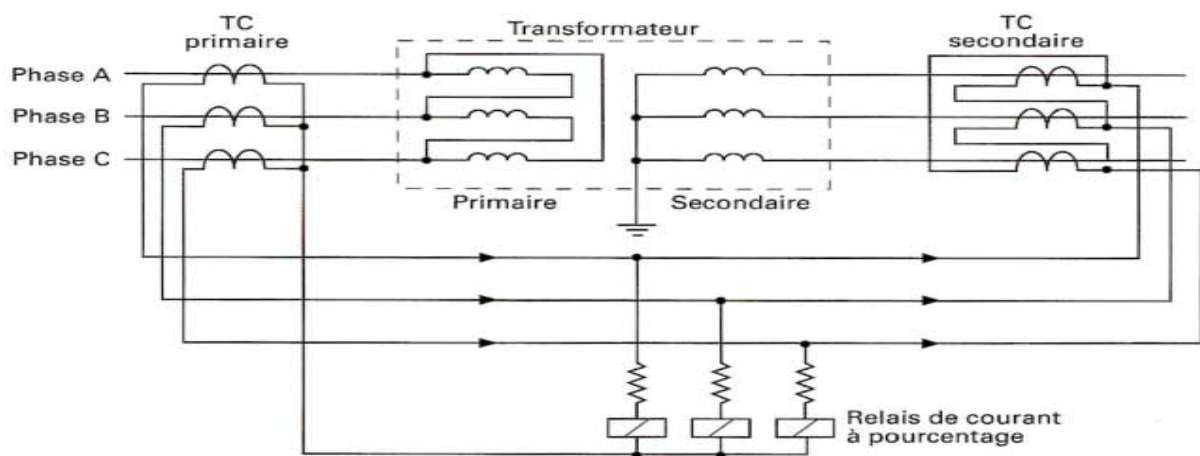 TC
primaire
Transformateur
TC
secondaire
Phase A
Phase B
Phase C
Primaire
Secondaire
Relais de courant
à pourcentage